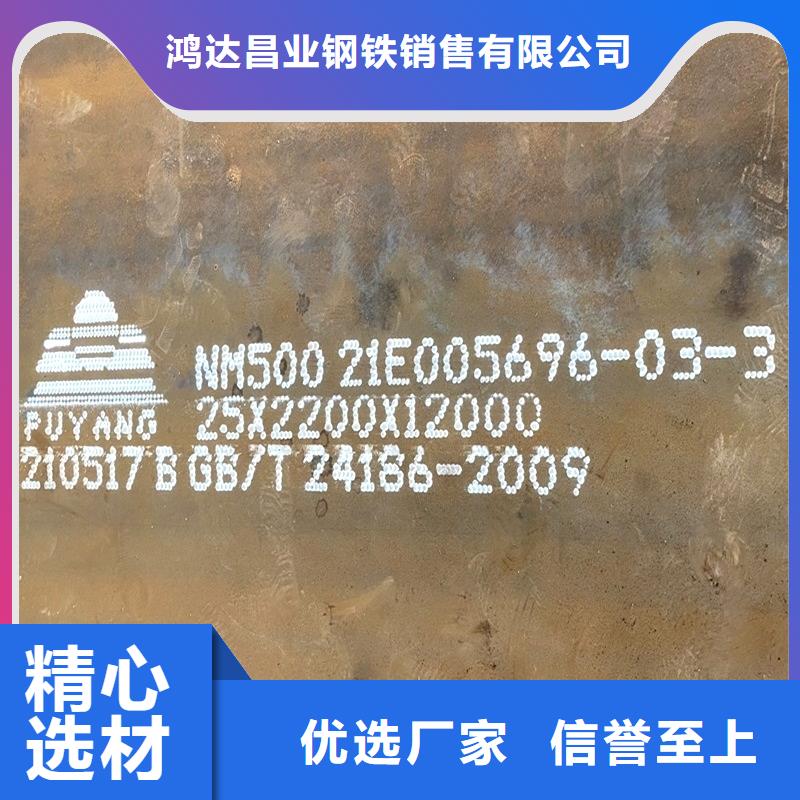 鸿达昌业钢铁销售有限公司
NM500 21E005696-03-3
PUYANG 25X2200X12000
210517B GB/T 24186-2009
精心
选材
优选厂家 信誉至上